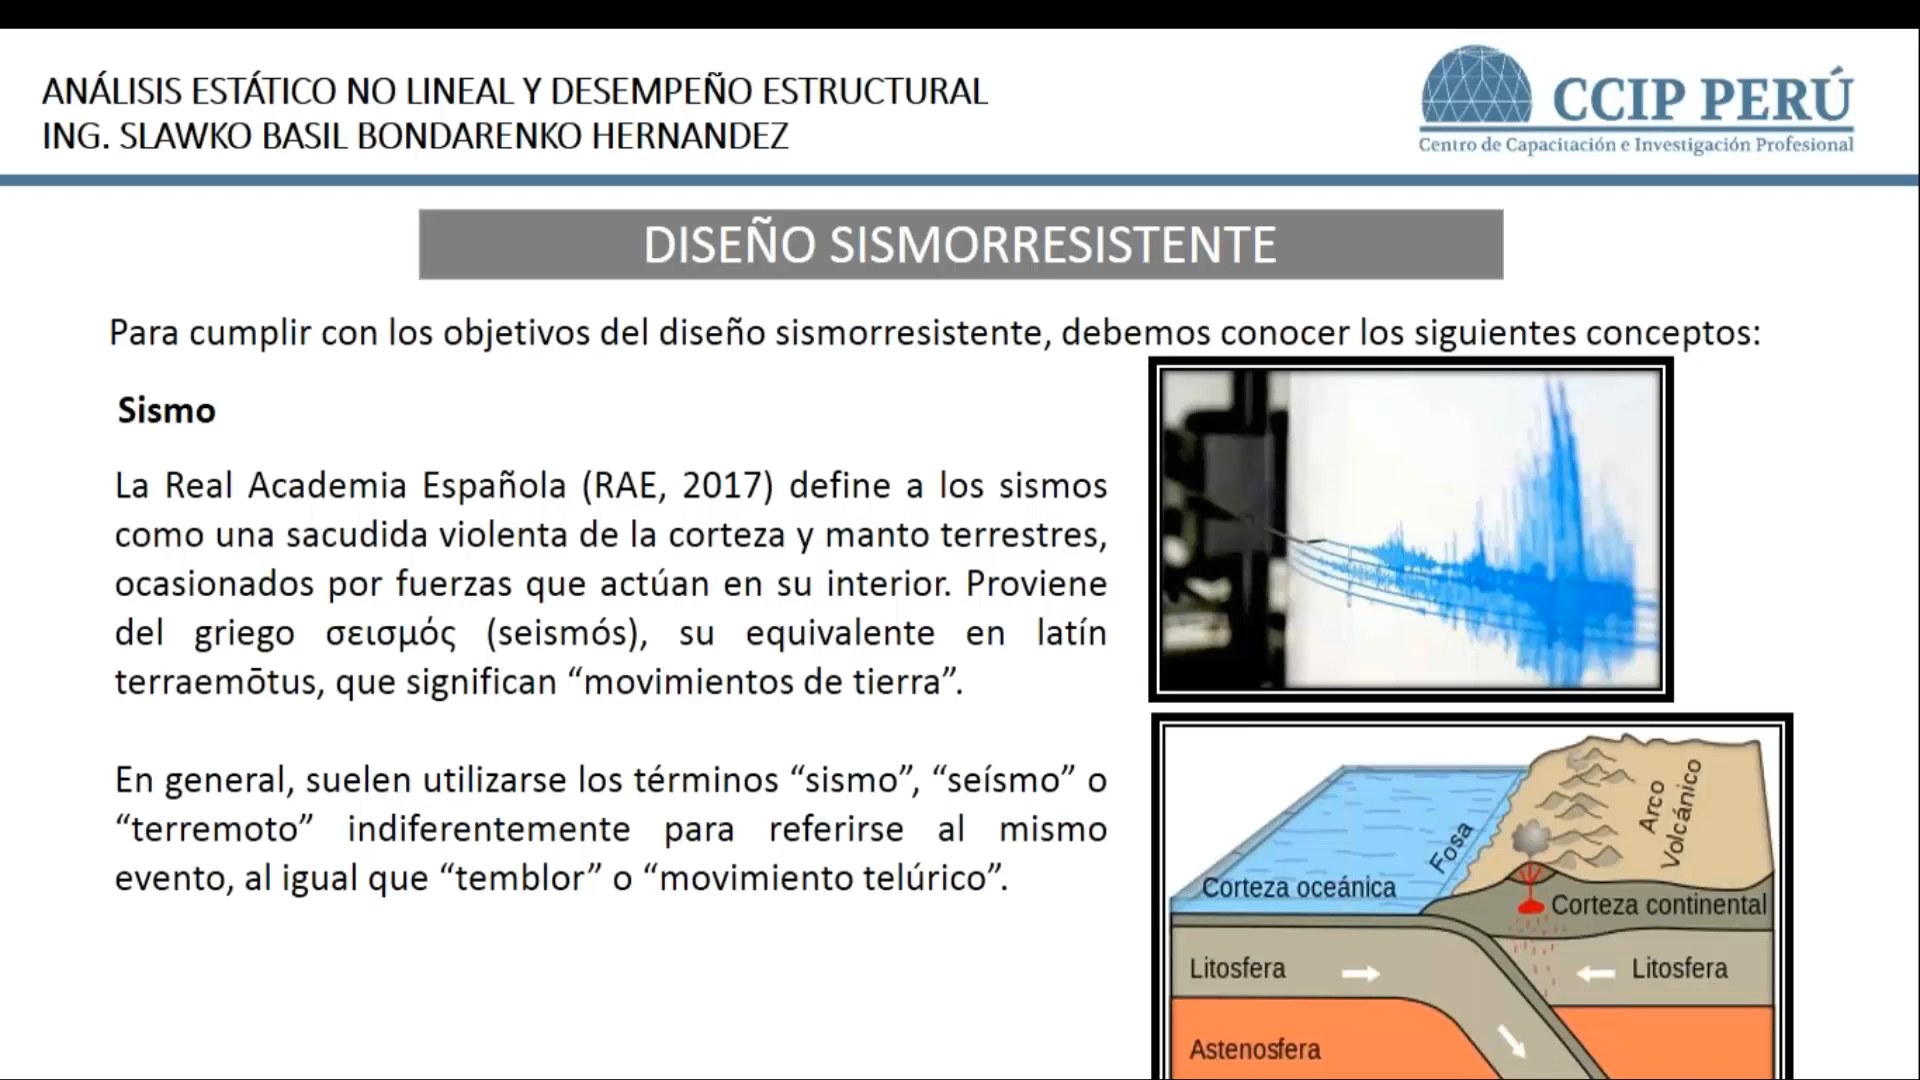 ANÁLISIS ESTÁTICO NO LINEAL Y DESEMPEÑO ESTRUCTURAL
ING. SLAWKO BASIL BONDARENKO HERNANDEZ
CCIP PERÚ
Centro de Capacitación e Investigación Profesional
DISEÑO SISMORRESISTENTE
Para cumplir con los objetivos del diseño sismorresistente, debemos conocer los siguientes conceptos:
Sismo
La Real Academia Española (RAE, 2017) define a los sismos
como una sacudida violenta de la corteza y manto terrestres,
ocasionados por fuerzas que actúan en su interior. Proviene
del griego σεισμός (seismós), su equivalente en latín
terraemōtus, que significan “movimientos de tierra”.
En general, suelen utilizarse los términos “sismo”, “seísmo” o
“terremoto” indiferentemente para referirse al mismo
evento, al igual que “temblor” o “movimiento telúrico”.
Arco
Volcánico
Fosa
Corteza oceánica
Corteza continental
Litosfera
Litosfera
Astenosfera